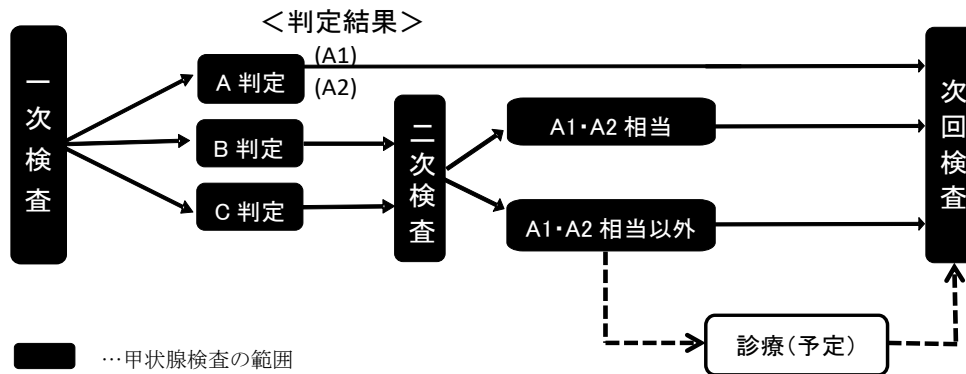 ＜判定結果＞
一次検査
A 判定
(A1)
(A2)
B 判定
C 判定
二次検査
A1・A2 相当
A1・A2 相当以外
次回検査
診療(予定)
…甲状腺検査の範囲